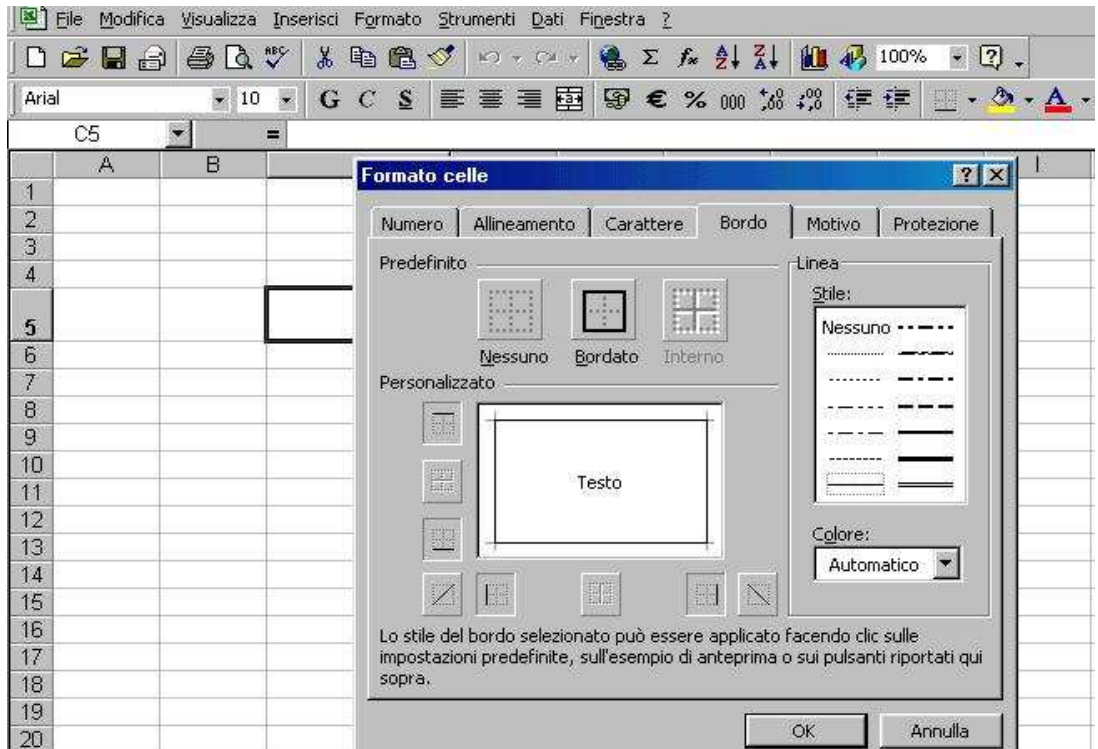 File Modifica Visualizza Inserisci Formato Strumenti Dati Finestra ?
ABC Σ fx A Z Z A 100% ?
Arial 10 G C S € % 000
C5 =
A B I
Formato celle ?
Numero Allineamento Carattere Bordo Motivo Protezione
Predefinito
Nessuno Bordato Interno
Personalizzato
Testo
Linea
Stile:
Nessuno
Colore:
Automatico
Lo stile del bordo selezionato può essere applicato facendo clic sulle
impostazioni predefinite, sull'esempio di anteprima o sui pulsanti riportati qui
sopra.
OK Annulla
1
2
3
4
5
6
7
8
9
10
11
12
13
14
15
16
17
18
19
20